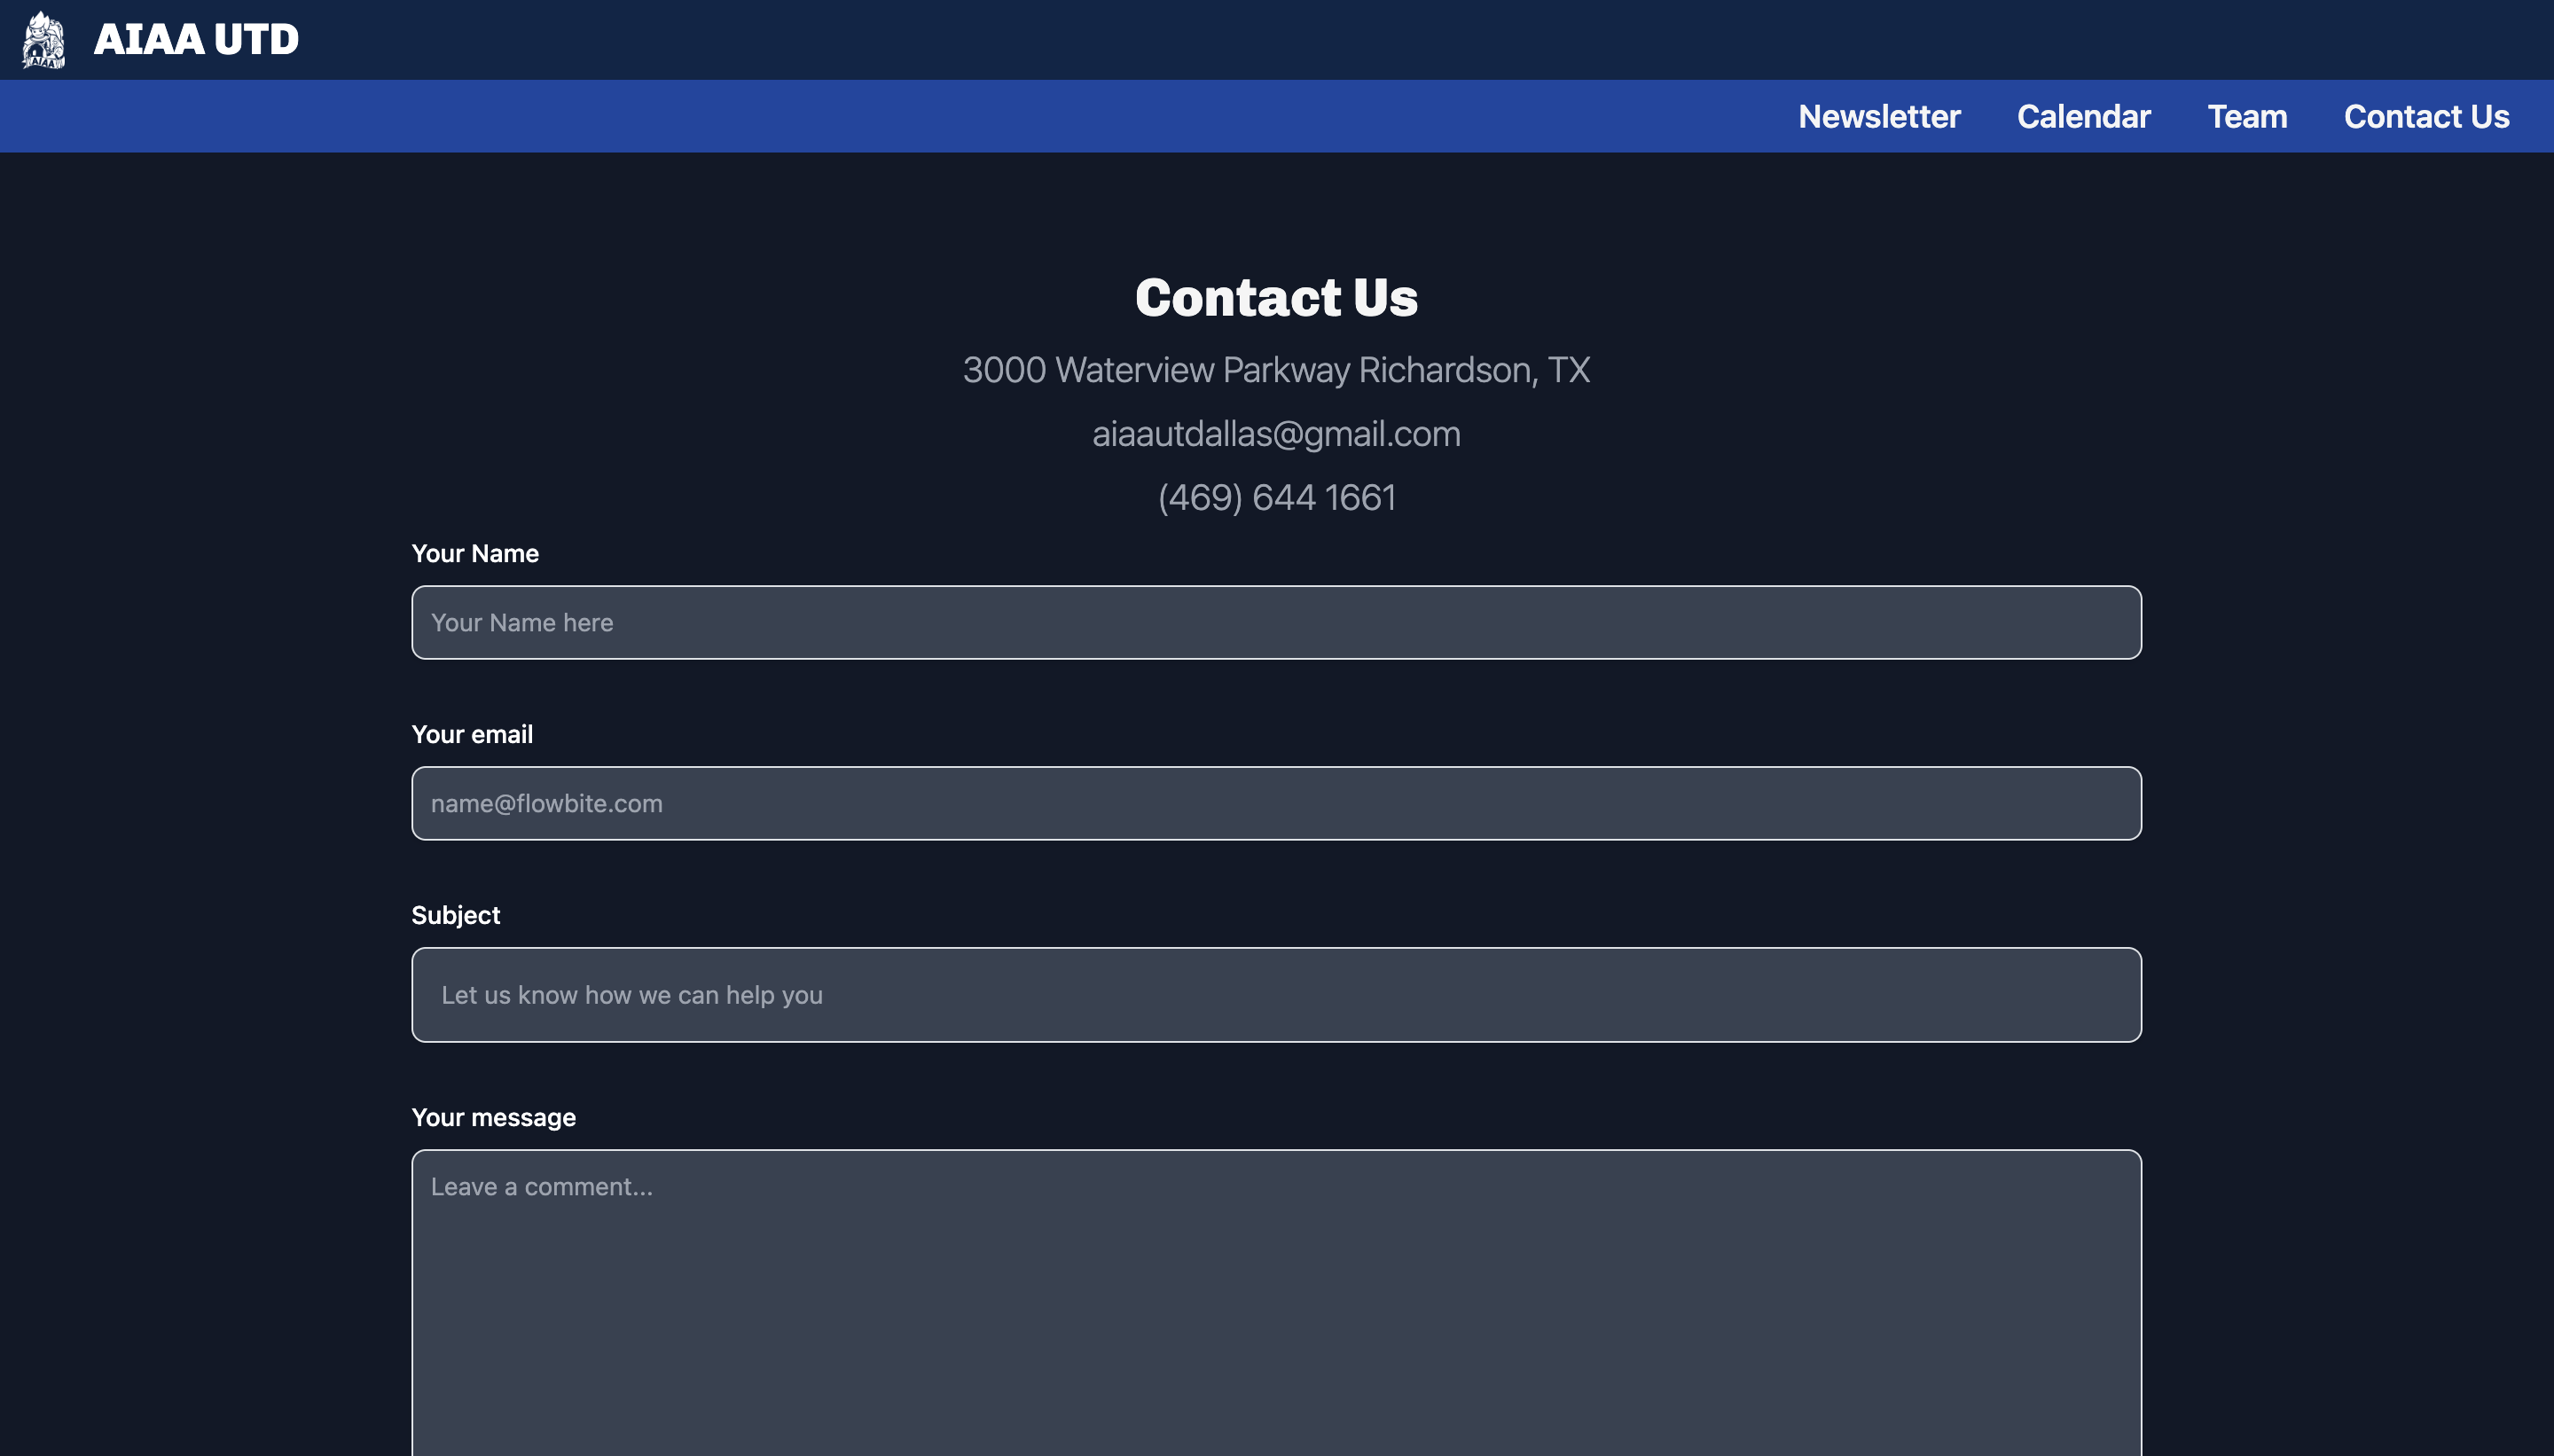 AIAA
AIAA UTD
Newsletter Calendar Team Contact Us
Contact Us
3000 Waterview Parkway Richardson, TX
aiaautdallas@gmail.com
(469) 644 1661
Your Name
Your Name here
Your email
name@flowbite.com
Subject
Let us know how we can help you
Your message
Leave a comment...